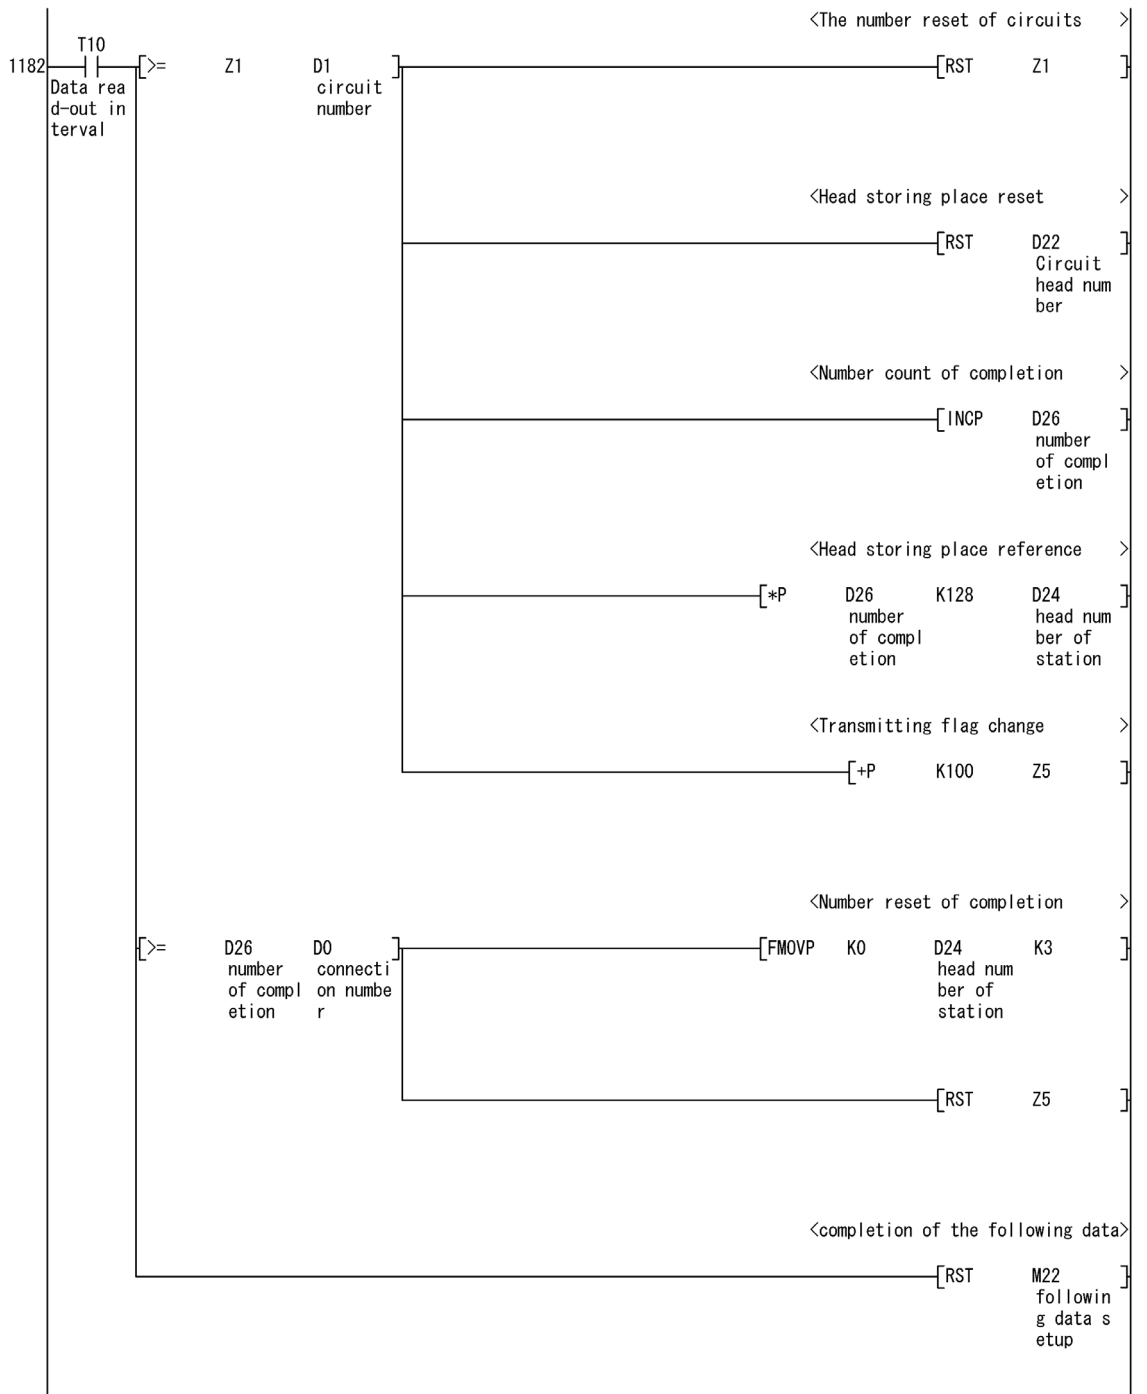 <The number reset of circuits >
T10
1182 [>= Z1 D1 ] [RST Z1 ]
Data rea circuit
d-out in number
terval
<Head storing place reset >
[RST D22 ]
Circuit
head num
ber
<Number count of completion >
[INCP D26 ]
number
of compl
etion
<Head storing place reference >
[*P D26 K128 D24 ]
number head num
of compl ber of
etion station
<Transmitting flag change >
[+P K100 Z5 ]
<Number reset of completion >
[>= D26 D0 ] [FMOVP K0 D24 K3 ]
number connecti head num
of compl on numbe ber of
etion r station
[RST Z5 ]
<completion of the following data>
[RST M22 ]
followin
g data s
etup